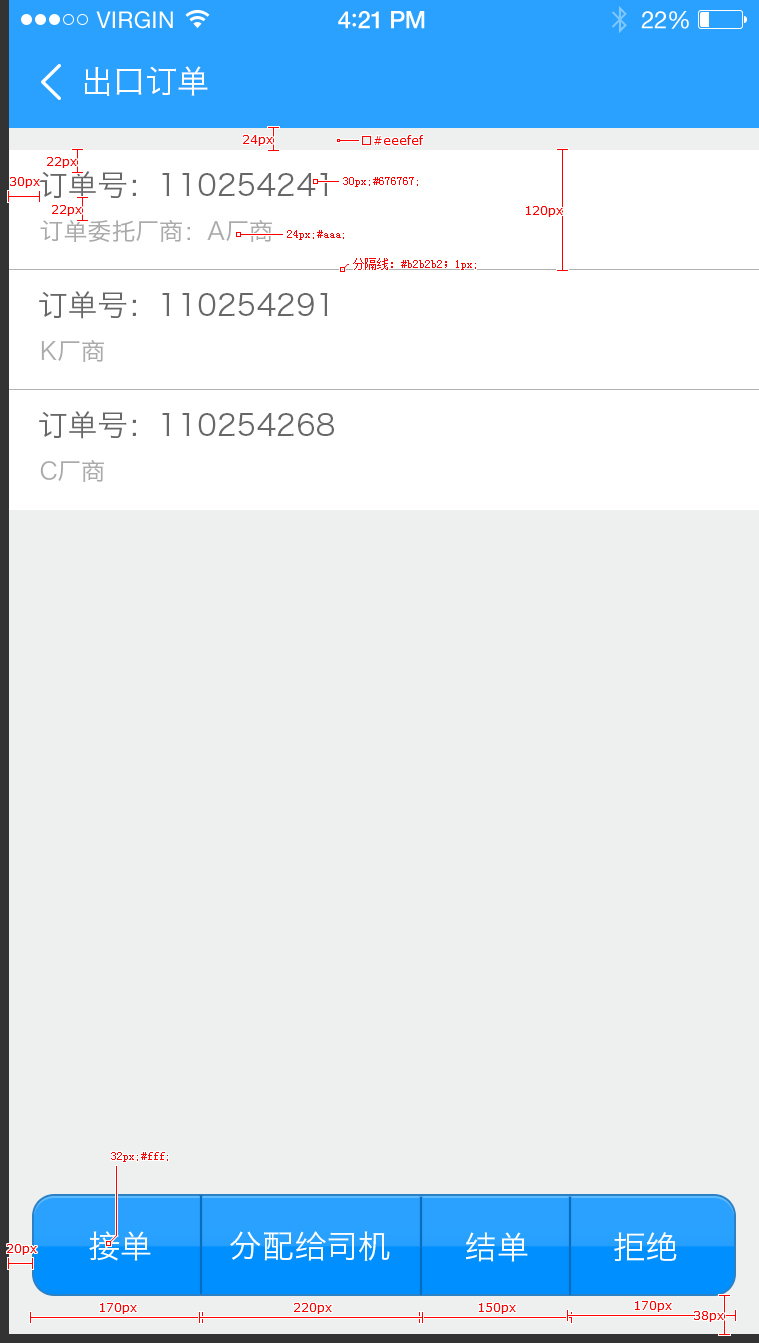 VIRGIN 4:21 PM 22%
出口订单
24px #eeefef
22px
30px 订单号：110254241 30px;#676767;
22px 120px
订单委托厂商：A厂商 24px;#aaa;
分隔线：#b2b2b2；1px;
订单号：110254291
K厂商
订单号：110254268
C厂商
32px;#fff;
接单 分配给司机 结单 拒绝
20px
170px 220px 150px 170px
38px